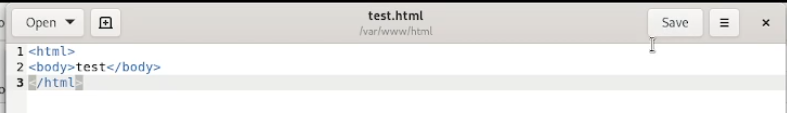 Open
test.html
/var/www/html
Save
1 <html>
2 <body>test</body>
3 </html>